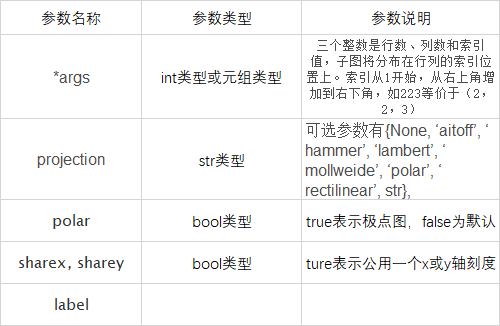 参数名称 参数类型 参数说明
*args int类型或元组类型 三个整数是行数、列数和索引
值，子图将分布在行列的索引位
置上。索引从1开始，从右上角增
加到右下角，如223等价于（2，
2，3）
projection str类型 可选参数有{None, ‘aitoff’, ‘
hammer’, ‘lambert’, ‘
mollweide’, ‘polar’, ‘
rectilinear’, str},
polar bool类型 true表示极点图，false为默认
sharex, sharey bool类型 ture表示公用一个x或y轴刻度
label